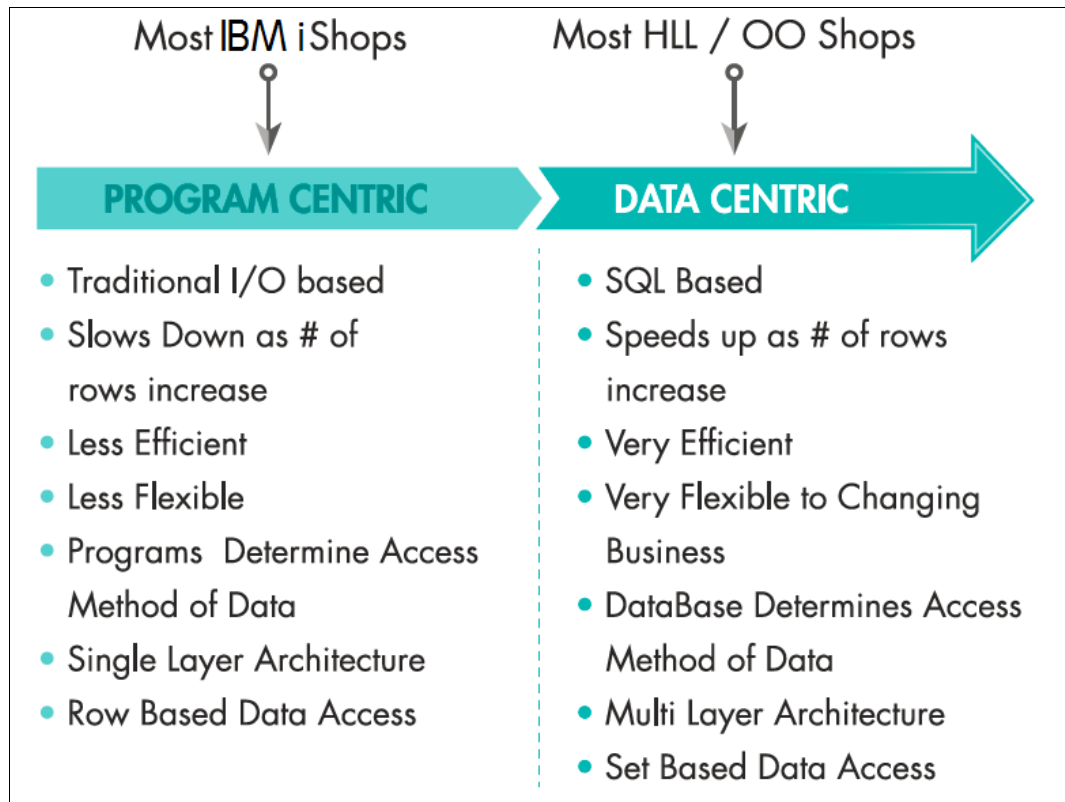 Most IBM i Shops
Most HLL / OO Shops
PROGRAM CENTRIC
DATA CENTRIC
• Traditional I/O based
• Slows Down as # of
rows increase
• Less Efficient
• Less Flexible
• Programs Determine Access
Method of Data
• Single Layer Architecture
• Row Based Data Access
• SQL Based
• Speeds up as # of rows
increase
• Very Efficient
• Very Flexible to Changing
Business
• DataBase Determines Access
Method of Data
• Multi Layer Architecture
• Set Based Data Access